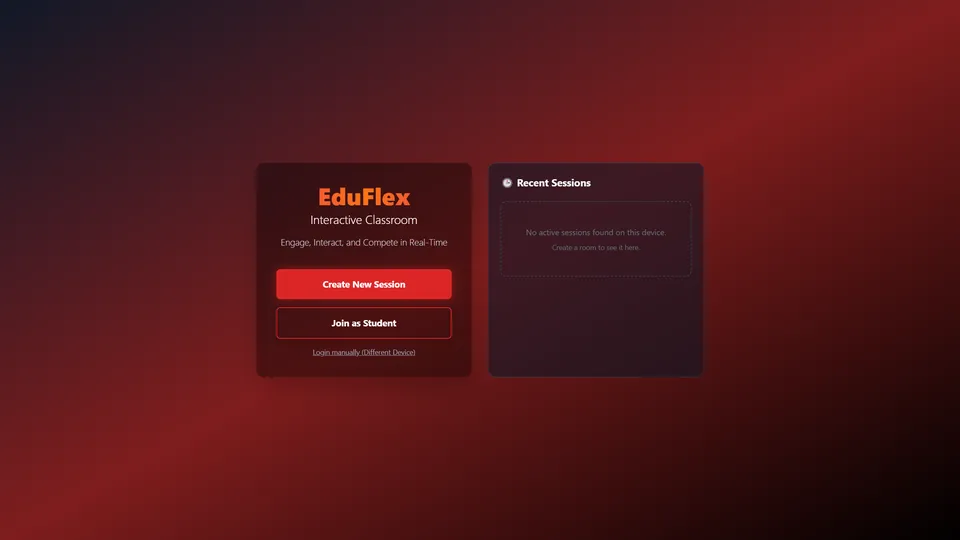 EduFlex
Interactive Classroom
Engage, Interact, and Compete in Real-Time
Create New Session
Join as Student
Login manually (Different Device)
Recent Sessions
No active sessions found on this device.
Create a room to see it here.